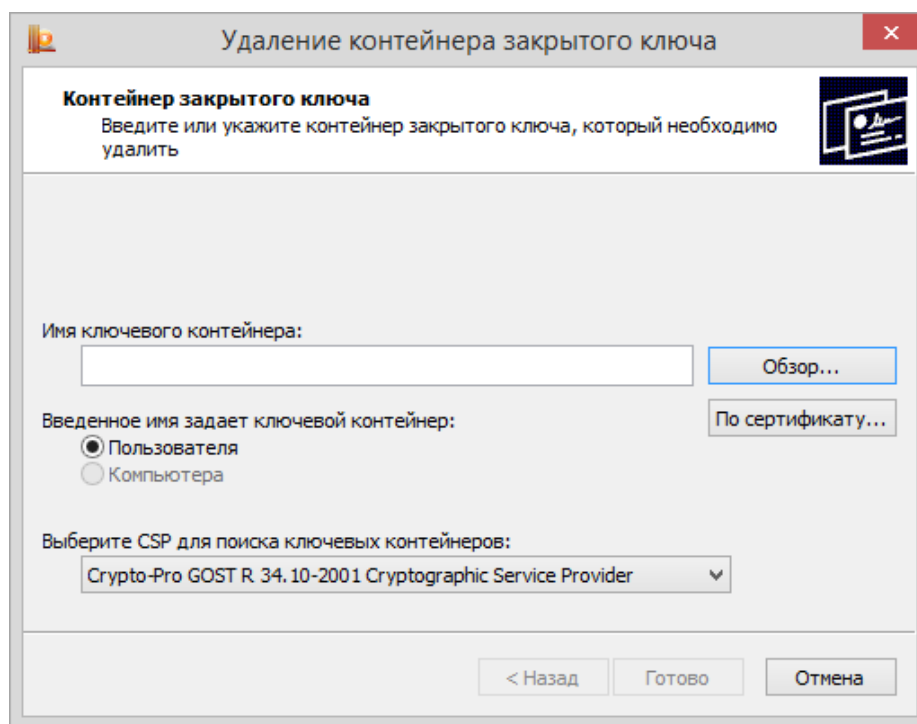 Удаление контейнера закрытого ключа
Контейнер закрытого ключа
Введите или укажите контейнер закрытого ключа, который необходимо
удалить
Имя ключевого контейнера:
Обзор...
Введенное имя задает ключевой контейнер:
По сертификату...
Пользователя
Компьютера
Выберите CSP для поиска ключевых контейнеров:
Crypto-Pro GOST R 34.10-2001 Cryptographic Service Provider
< Назад
Готово
Отмена